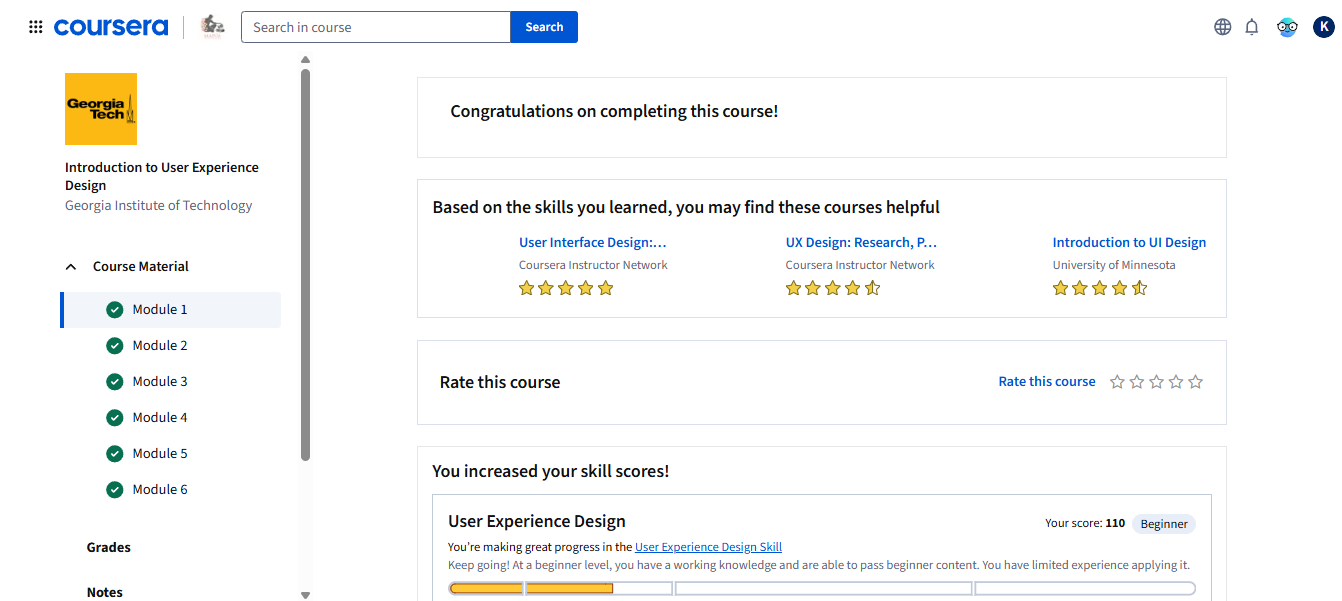 coursera
Search in course
Search
K
Georgia
Tech
Introduction to User Experience
Design
Georgia Institute of Technology
Course Material
Module 1
Module 2
Module 3
Module 4
Module 5
Module 6
Grades
Notes
Congratulations on completing this course!
Based on the skills you learned, you may find these courses helpful
User Interface Design:...
Coursera Instructor Network
UX Design: Research, P...
Coursera Instructor Network
Introduction to UI Design
University of Minnesota
Rate this course
Rate this course
You increased your skill scores!
User Experience Design
Your score: 110 Beginner
You're making great progress in the User Experience Design Skill
Keep going! At a beginner level, you have a working knowledge and are able to pass beginner content. You have limited experience applying it.